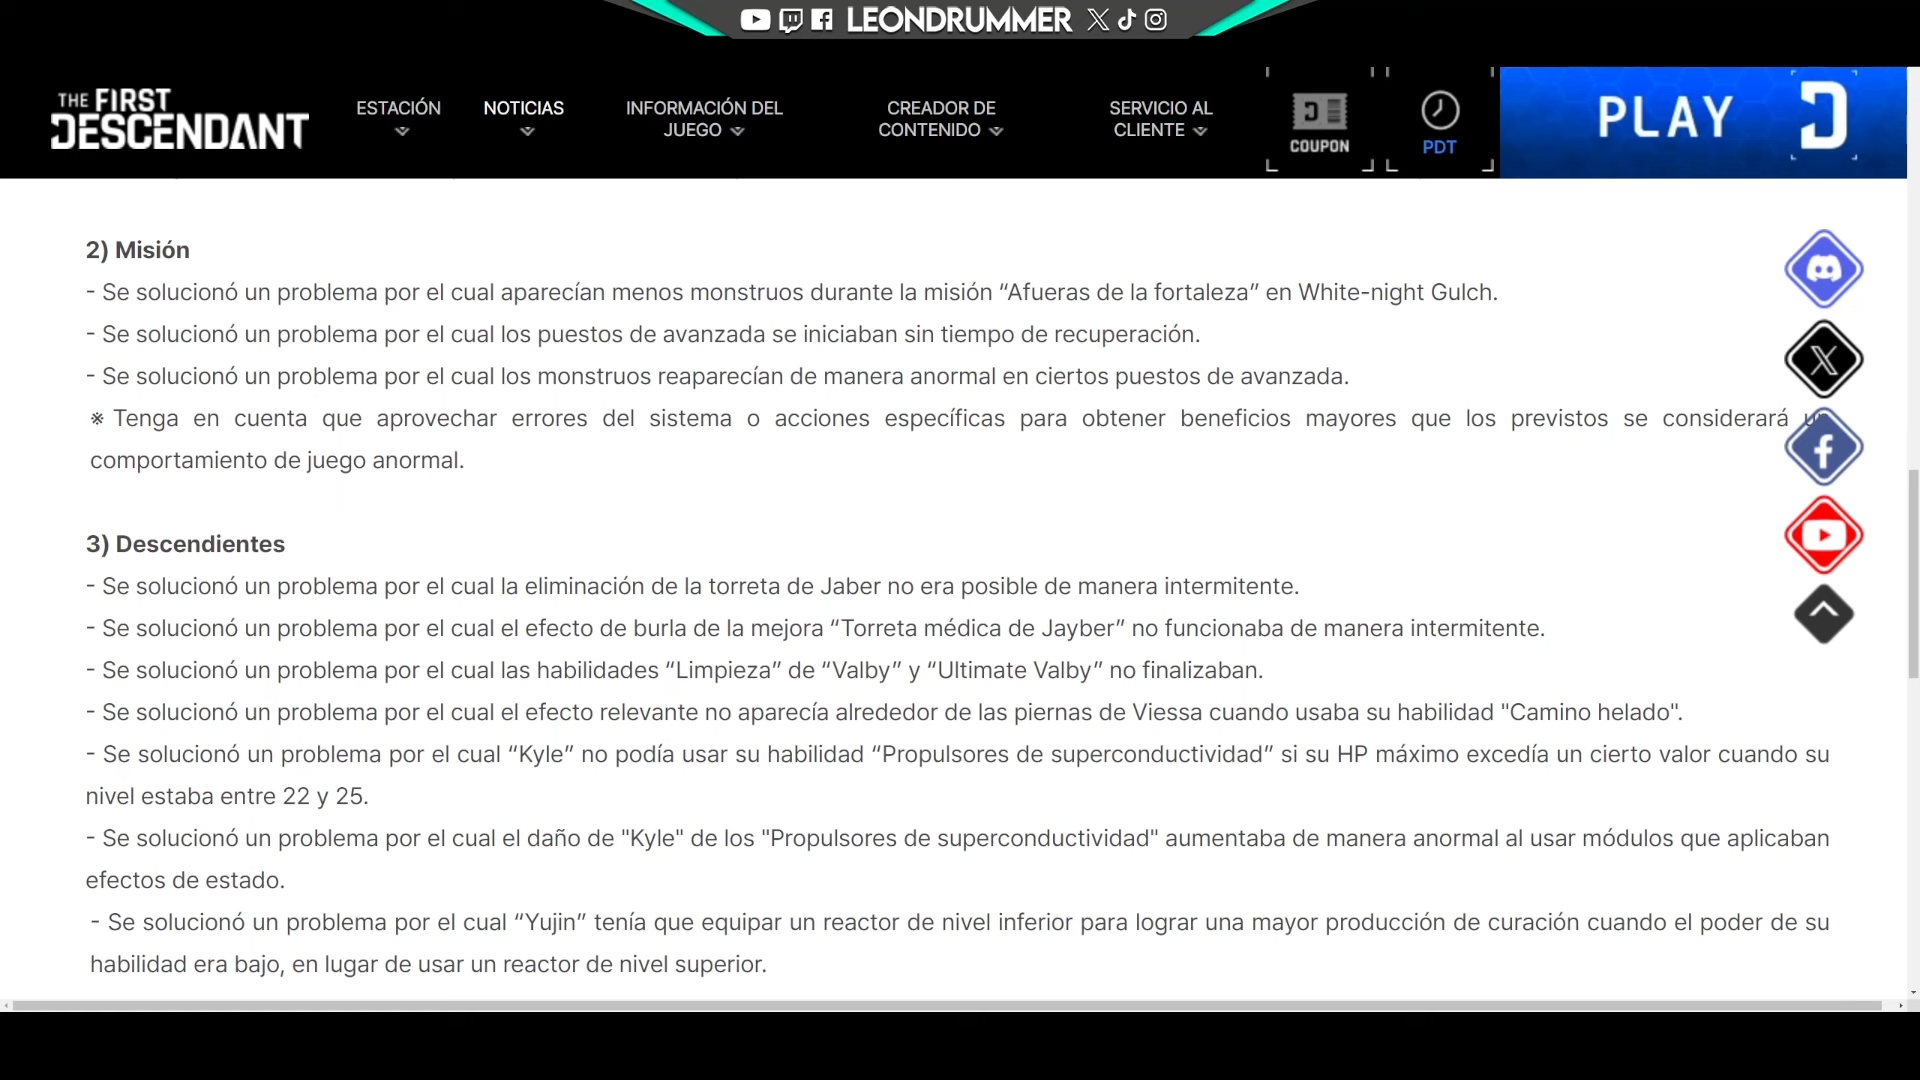 LEONDRUMMER
THE FIRST
DESCENDANT
ESTACIÓN
NOTICIAS
INFORMACIÓN DEL
JUEGO
CREADOR DE
CONTENIDO
SERVICIO AL
CLIENTE
COUPON
PDT
PLAY
2) Misión
- Se solucionó un problema por el cual aparecían menos monstruos durante la misión “Afueras de la fortaleza” en White-night Gulch.
- Se solucionó un problema por el cual los puestos de avanzada se iniciaban sin tiempo de recuperación.
- Se solucionó un problema por el cual los monstruos reaparecían de manera anormal en ciertos puestos de avanzada.
※ Tenga en cuenta que aprovechar errores del sistema o acciones específicas para obtener beneficios mayores que los previstos se considerará un
comportamiento de juego anormal.
3) Descendientes
- Se solucionó un problema por el cual la eliminación de la torreta de Jaber no era posible de manera intermitente.
- Se solucionó un problema por el cual el efecto de burla de la mejora “Torreta médica de Jayber” no funcionaba de manera intermitente.
- Se solucionó un problema por el cual las habilidades “Limpieza” de “Valby” y “Ultimate Valby” no finalizaban.
- Se solucionó un problema por el cual el efecto relevante no aparecía alrededor de las piernas de Viessa cuando usaba su habilidad "Camino helado".
- Se solucionó un problema por el cual “Kyle” no podía usar su habilidad “Propulsores de superconductividad” si su HP máximo excedía un cierto valor cuando su
nivel estaba entre 22 y 25.
- Se solucionó un problema por el cual el daño de "Kyle" de los "Propulsores de superconductividad" aumentaba de manera anormal al usar módulos que aplicaban
efectos de estado.
- Se solucionó un problema por el cual “Yujin” tenía que equipar un reactor de nivel inferior para lograr una mayor producción de curación cuando el poder de su
habilidad era bajo, en lugar de usar un reactor de nivel superior.